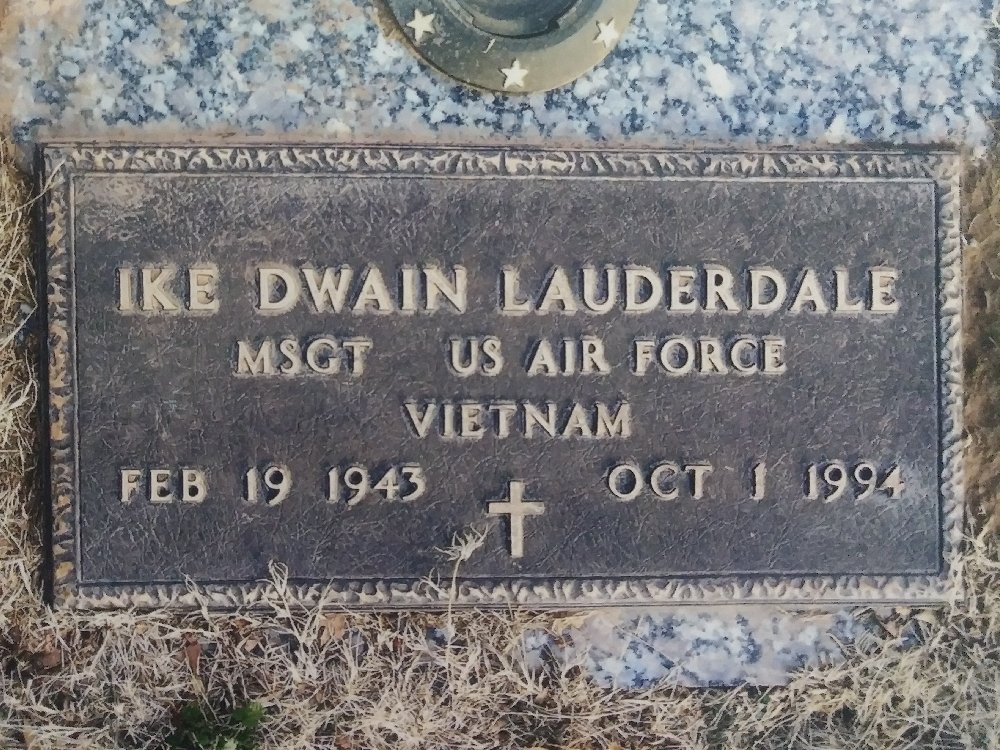 IKE DWAIN LAUDERDALE
MSGT US AIR FORCE
VIETNAM
FEB 19 1943 OCT 1 1994